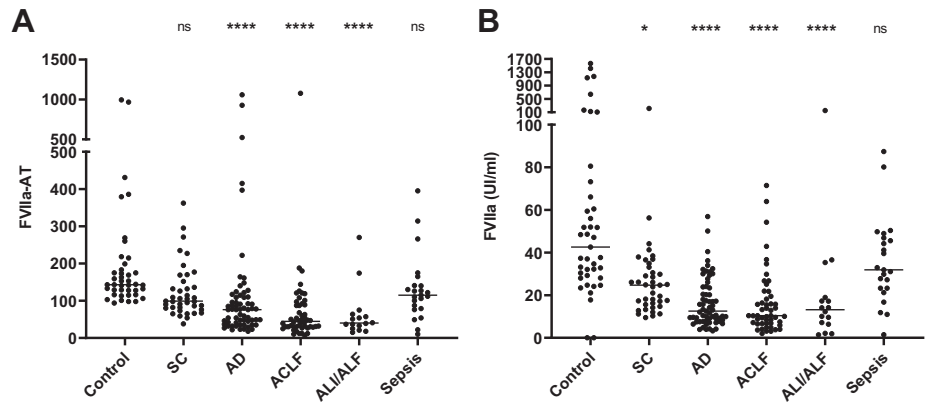 A
ns **** **** **** ns
1500
1000
500
500
400
300
200
100
0
FVIIa-AT
Control SC AD ACLF ALI/ALF Sepsis
B
* **** **** **** ns
1700
1300
900
500
100
100
80
60
40
20
0
FVIIa (UI/ml)
Control SC AD ACLF ALI/ALF Sepsis